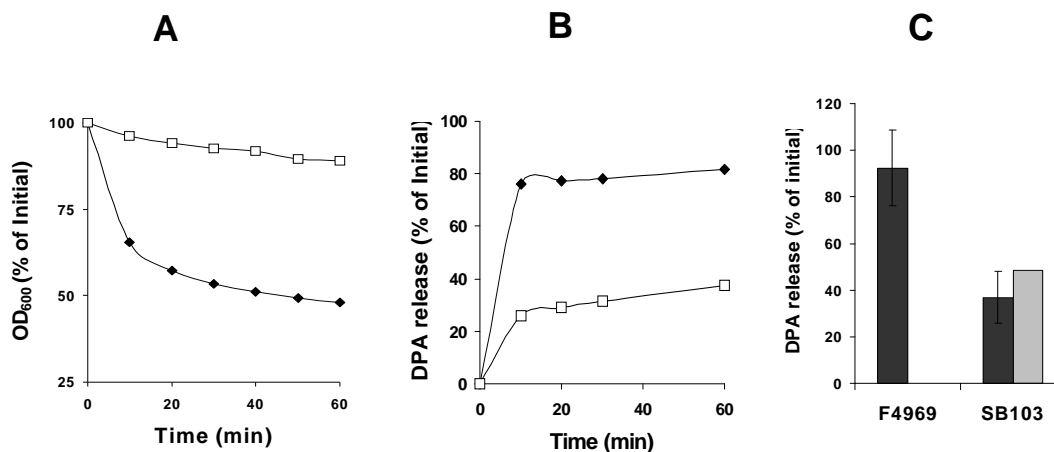 A
B
C
OD600 (% of Initial)
100
75
50
25
0
20
40
60
Time (min)
DPA release (% of Initial)
100
80
60
40
20
0
0
20
40
60
Time (min)
DPA release (% of initial)
120
100
80
60
40
20
0
F4969
SB103